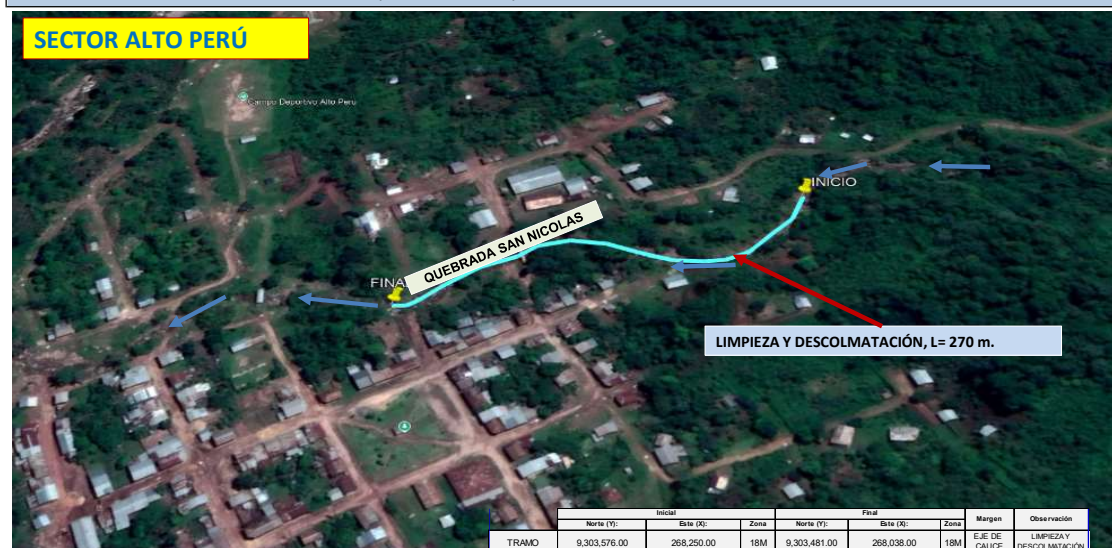 SECTOR ALTO PERÚ
Campo Deportivo Alto Peru
INICIO
QUEBRADA SAN NICOLAS
FINA
LIMPIEZA Y DESCOLMATACIÓN, L= 270 m.
Inicial Final Margen Observación
Norte (Y): Este (X): Zona Norte (Y): Este (X): Zona
TRAMO 9,303,576.00 268,250.00 18M 9,303,481.00 268,038.00 18M EJE DE CAUCE LIMPIEZA Y DESCOLMATACIÓN